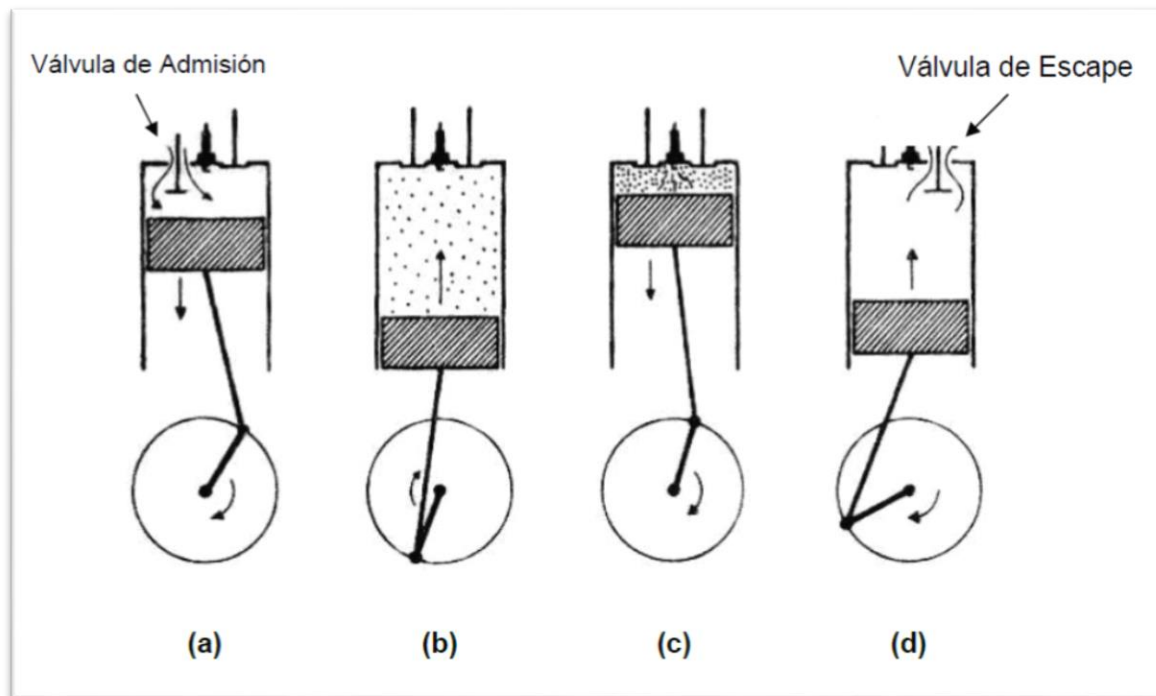 Válvula de Admisión
Válvula de Escape
(a)
(b)
(c)
(d)